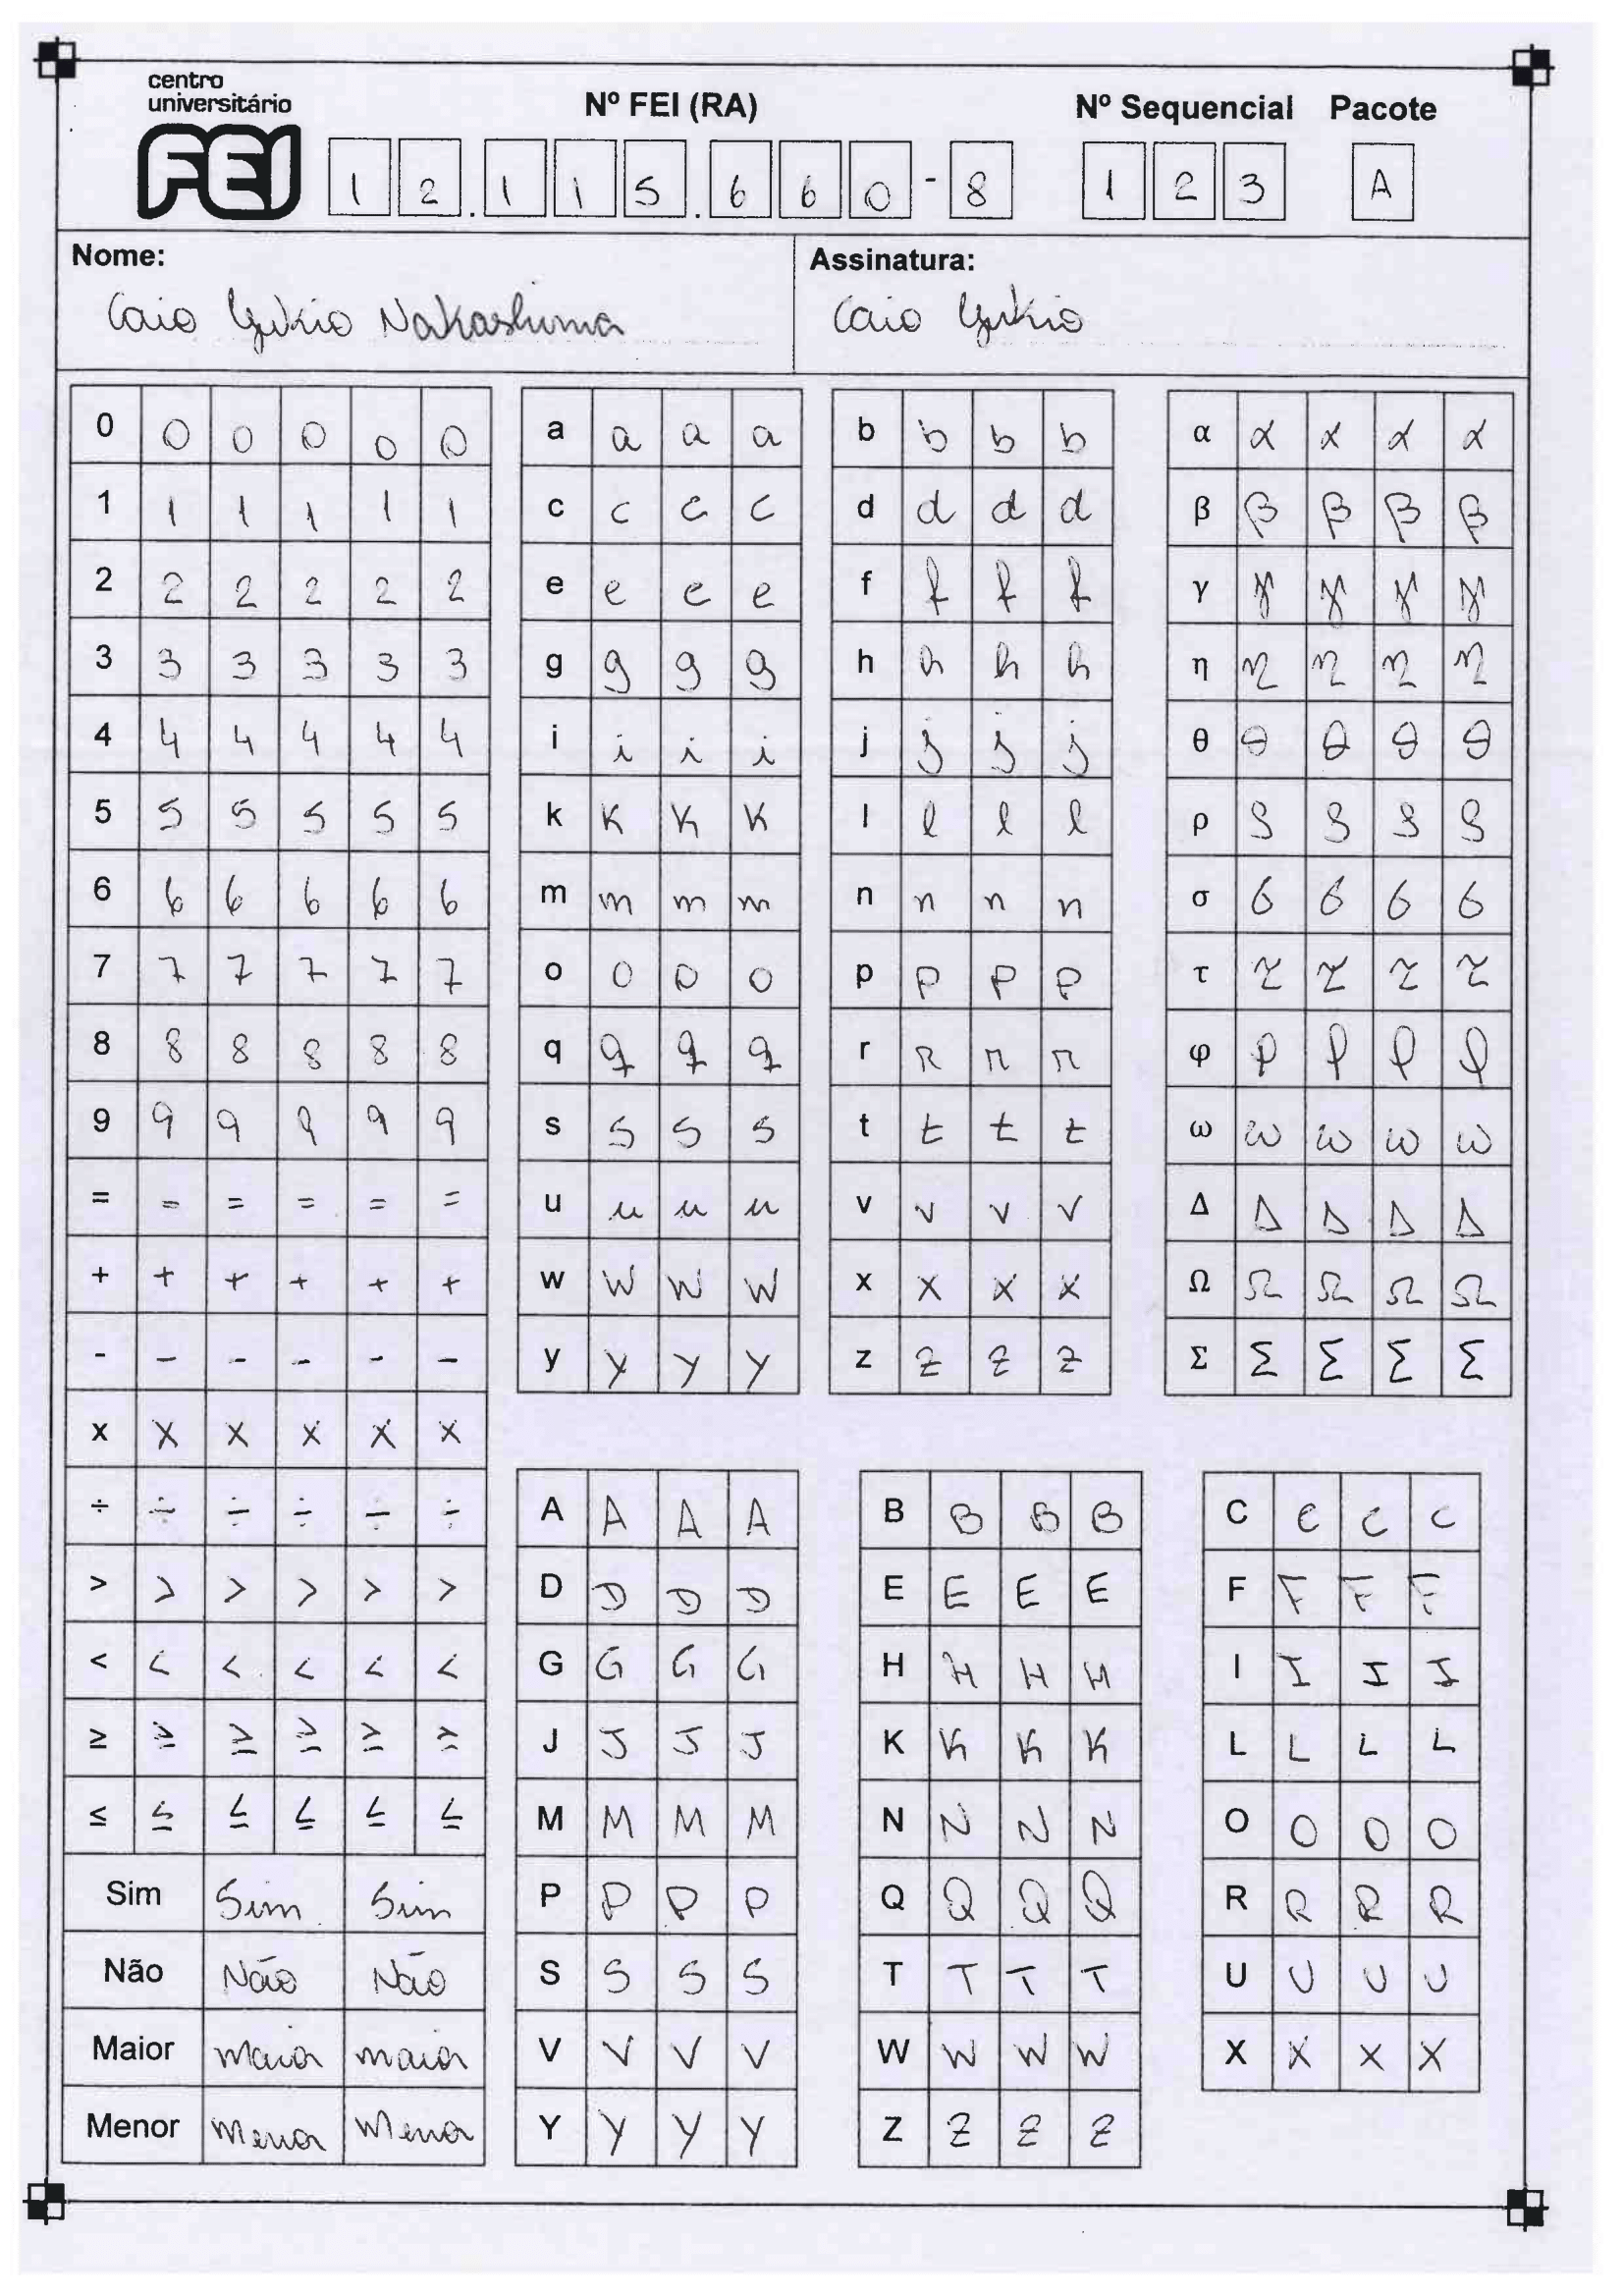 centro
universitário
FEI
Nº FEI (RA)
Nº Sequencial
Pacote
1 2 . 1 1 5 . 6 6 0 - 8
1 2 3
A
Nome:
Caio Yukio Nakashima
Assinatura:
Caio Yukio
0 0 0 0 0 0
1 1 1 1 1 1
2 2 2 2 2 2
3 3 3 3 3 3
4 4 4 4 4 4
5 5 5 5 5 5
6 6 6 6 6 6
7 7 7 7 7 7
8 8 8 8 8 8
9 9 9 9 9 9
= = = = = =
+ + + + + +
- - - - - -
x x x x x x
÷ ÷ ÷ ÷ ÷ ÷
> > > > > >
< < < < < <
≥ ≥ ≥ ≥ ≥ ≥
≤ ≤ ≤ ≤ ≤ ≤
Sim Sim Sim
Não Não Não
Maior maior maior
Menor Menor Menor
a a a a
c c c c
e e e e
g g g g
i i i i
k k k k
m m m m
o o o o
q q q q
s s s s
u u u u
w w w w
y y y y
b b b b
d d d d
f f f f
h h h h
j j j j
l l l l
n n n n
p p p p
r r r r
t t t t
v v v v
x x x x
z z z z
α α α α α
β β β β β
γ γ γ γ γ
η η η η η
θ θ θ θ θ
ρ ρ ρ ρ ρ
σ σ σ σ σ
τ τ τ τ τ
φ φ φ φ φ
ω ω ω ω ω
Δ Δ Δ Δ Δ
Ω Ω Ω Ω Ω
Σ Σ Σ Σ Σ
A A A A
D D D D
G G G G
J J J J
M M M M
P P P P
S S S S
V V V V
Y Y Y Y
B B B B
E E E E
H H H H
K K K K
N N N N
Q Q Q Q
T T T T
W W W W
Z Z Z Z
C C C C
F F F F
I I I I
L L L L
O O O O
R R R R
U U U U
X X X X